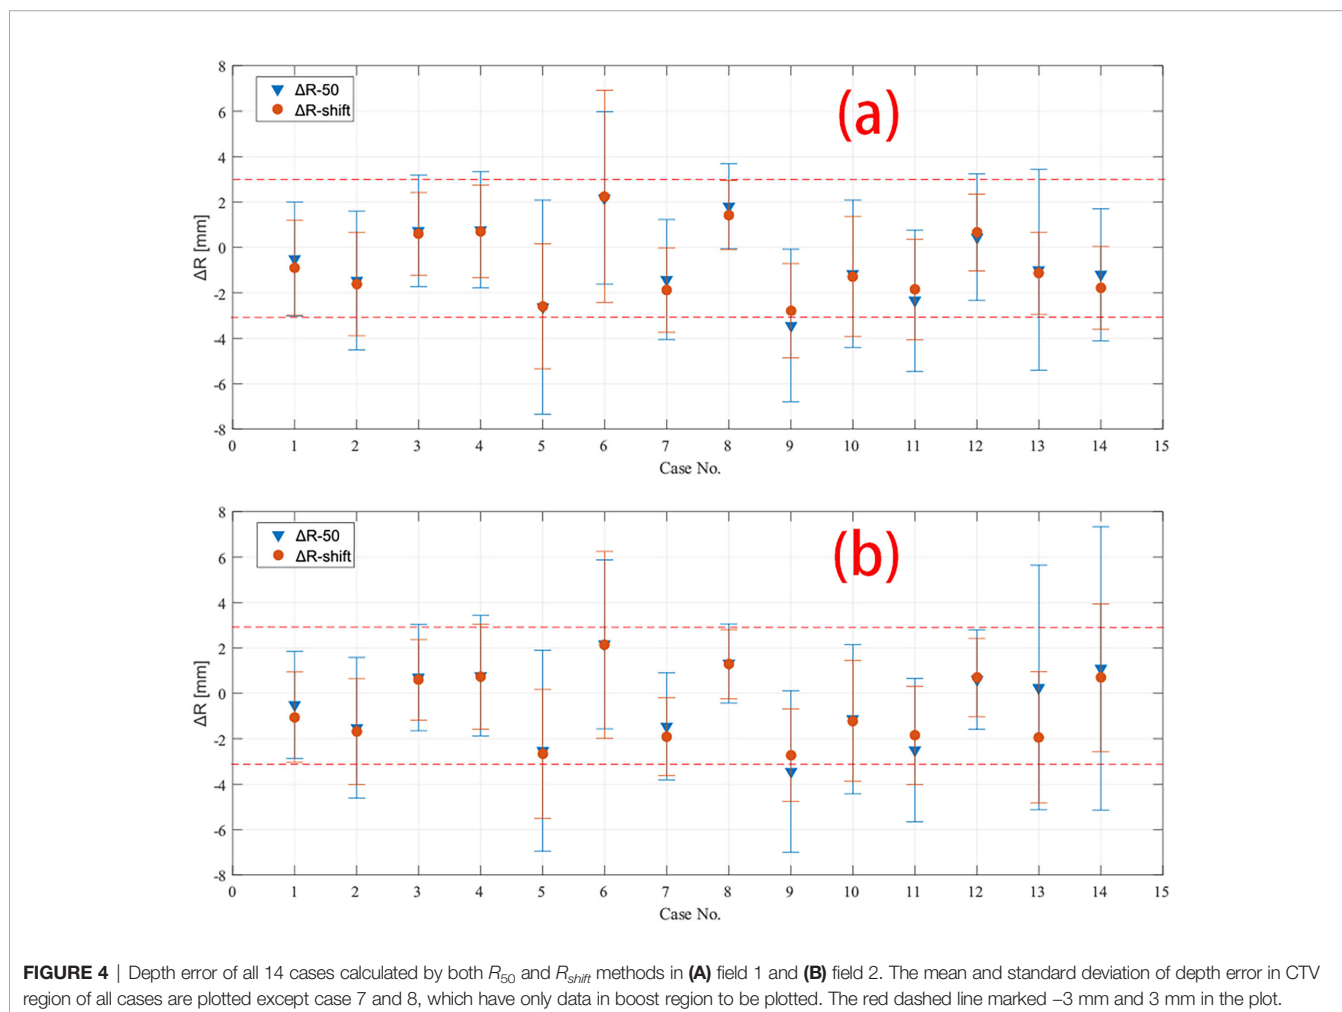 8
6
4
2
0
-2
-4
-6
-8
ΔR [mm]
ΔR-50
ΔR-shift
(a)
0 1 2 3 4 5 6 7 8 9 10 11 12 13 14 15
Case No.
8
6
4
2
0
-2
-4
-6
-8
ΔR [mm]
ΔR-50
ΔR-shift
(b)
0 1 2 3 4 5 6 7 8 9 10 11 12 13 14 15
Case No.
FIGURE 4 | Depth error of all 14 cases calculated by both R50 and Rshift methods in (A) field 1 and (B) field 2. The mean and standard deviation of depth error in CTV
region of all cases are plotted except case 7 and 8, which have only data in boost region to be plotted. The red dashed line marked –3 mm and 3 mm in the plot.